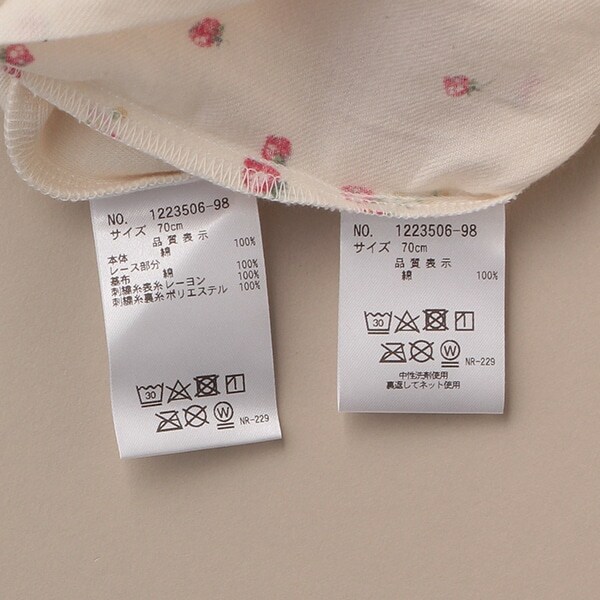 NO. 1223506-98
サイズ 70cm
品質表示
本体 綿 100%
レース部分
基布 綿 100%
刺繍糸表糸レーヨン 100%
刺繍糸裏糸ポリエステル 100%
30
1
W
NR-229
NO. 1223506-98
サイズ 70cm
品質表示
綿 100%
30
1
W
NR-229
中性洗剤使用
裏返してネット使用